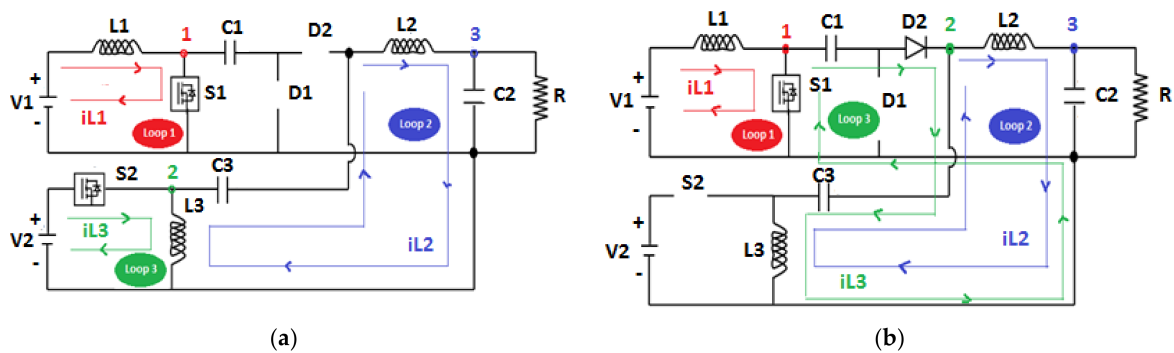 L1
1
C1
D2
L2
3
+
V1
-
iL1
Loop 1
S1
D1
Loop 2
C2
R
S2
2
C3
+
V2
-
iL3
Loop 3
L3
iL2
(a)
L1
1
C1
D2
2
L2
3
+
V1
-
iL1
Loop 1
S1
Loop 3
D1
Loop 2
C2
R
S2
C3
+
V2
-
L3
iL3
iL2
(b)